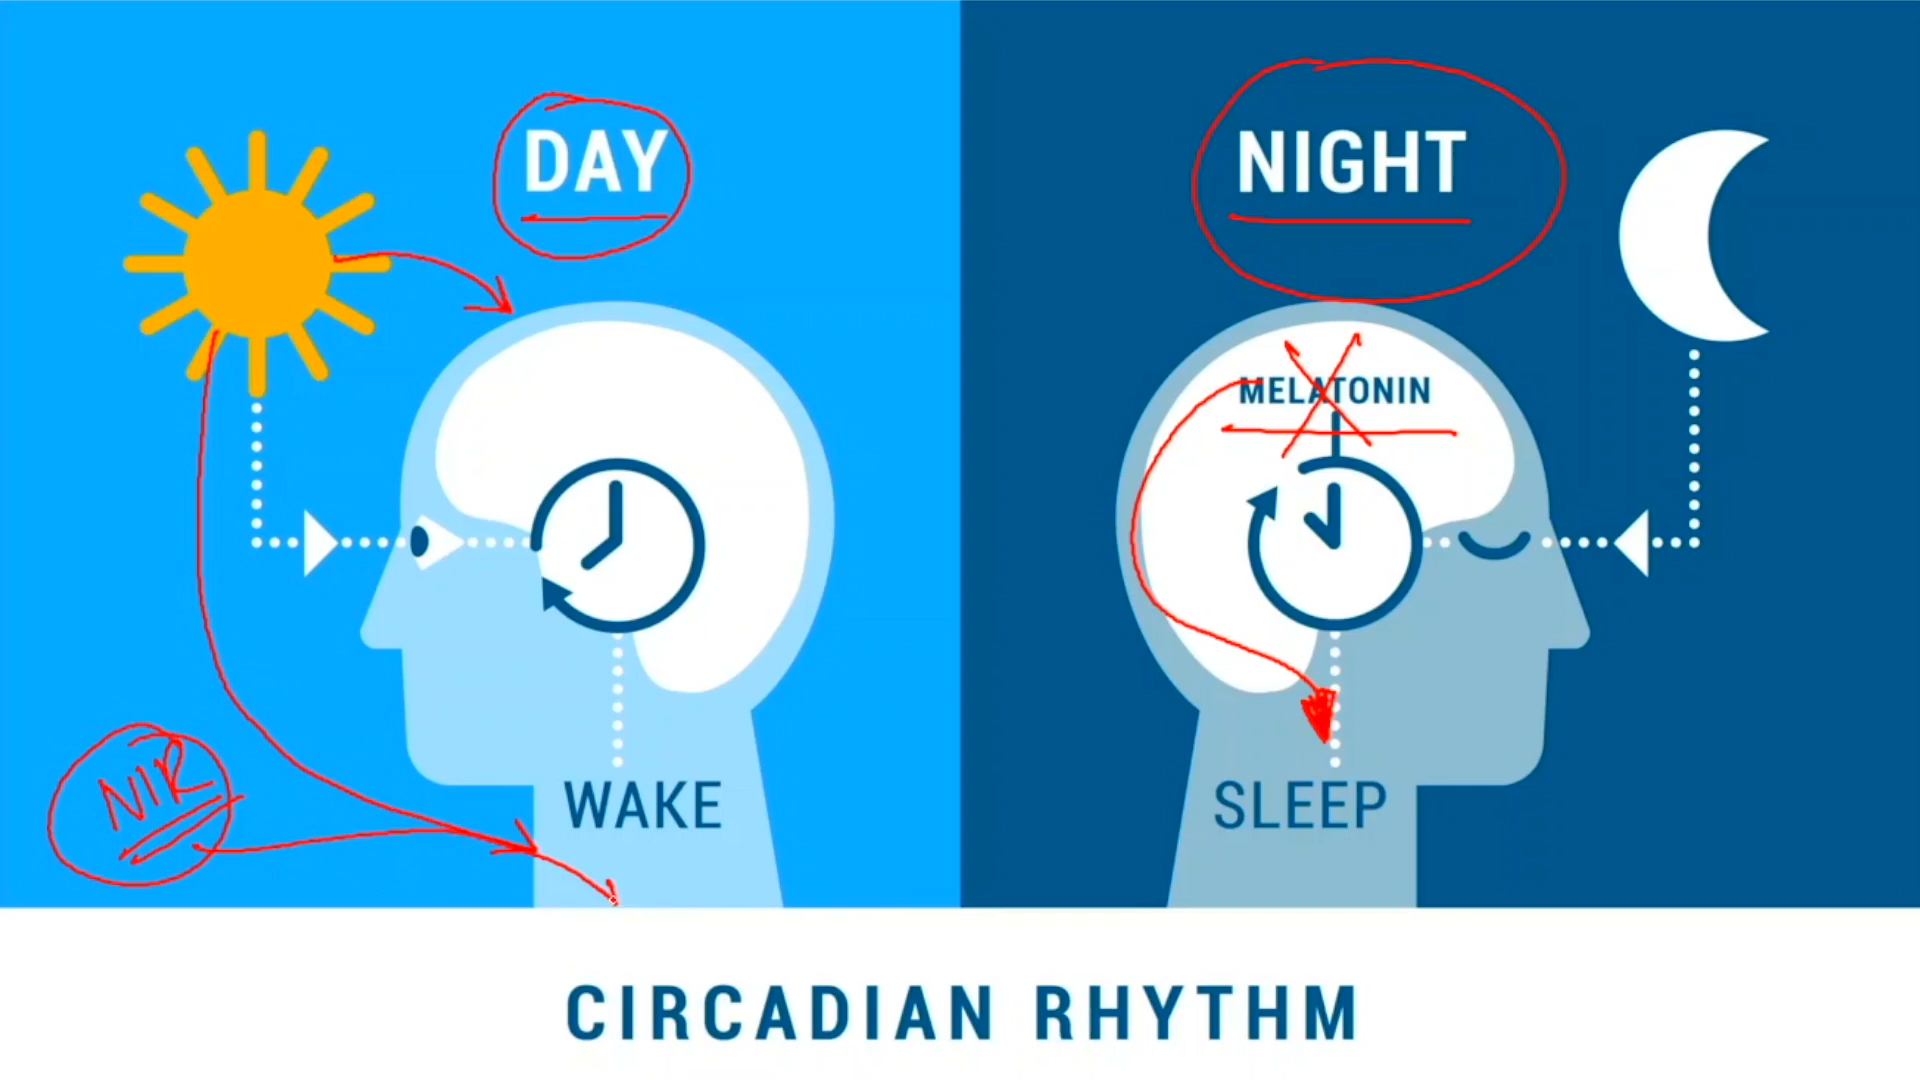 DAY
NIGHT
MELATONIN
NIR
WAKE
SLEEP
CIRCADIAN RHYTHM